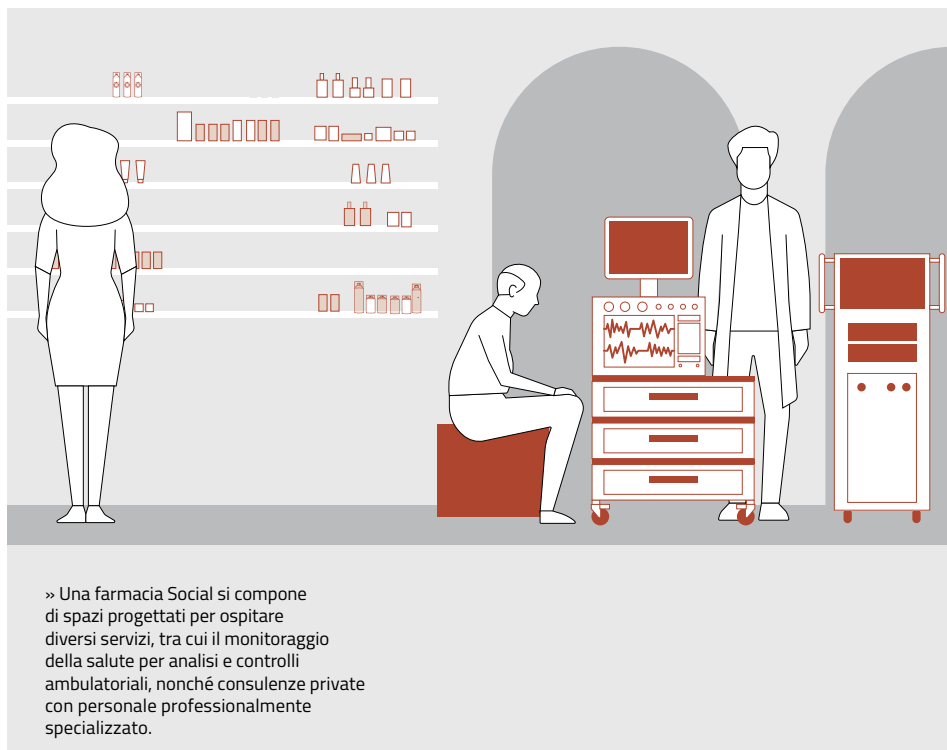 » Una farmacia Social si compone
di spazi progettati per ospitare
diversi servizi, tra cui il monitoraggio
della salute per analisi e controlli
ambulatoriali, nonché consulenze private
con personale professionalmente
specializzato.